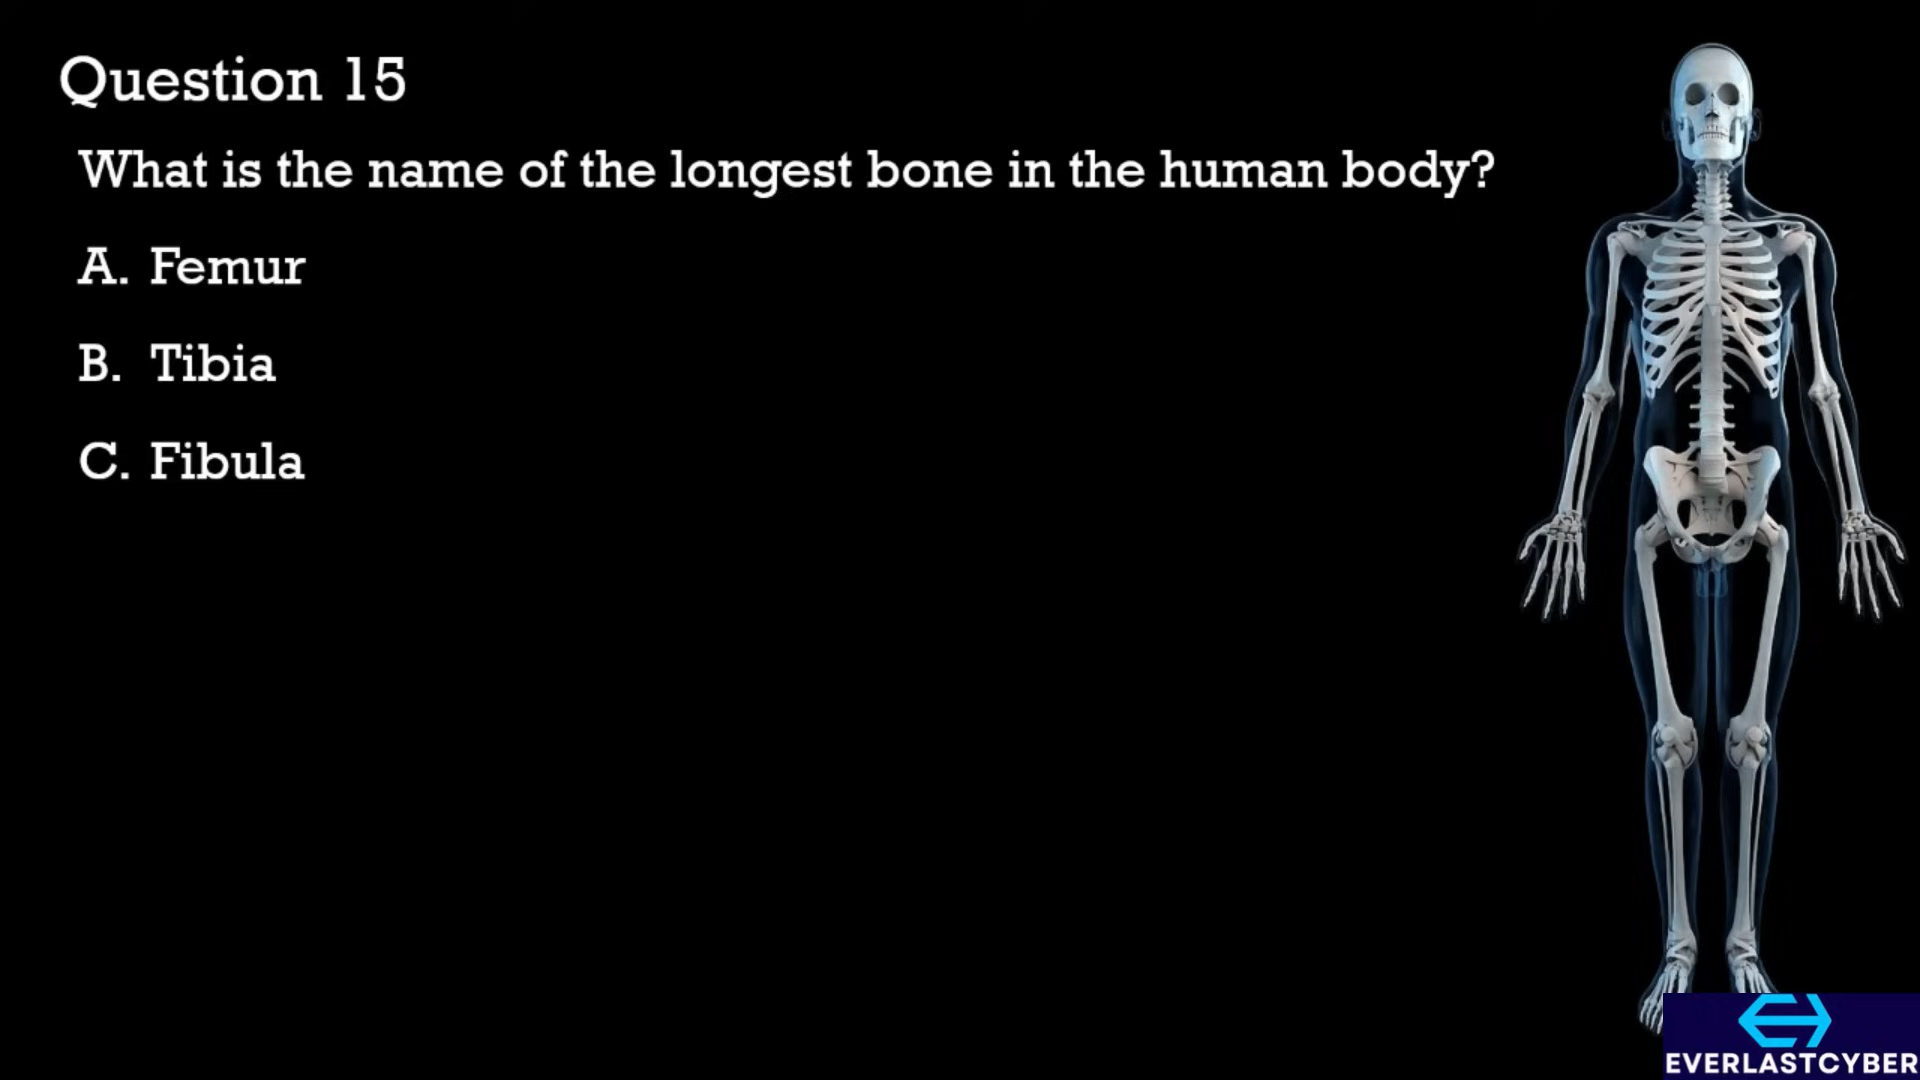 Question 15
What is the name of the longest bone in the human body?
A. Femur
B. Tibia
C. Fibula
EVERLASTCYBER